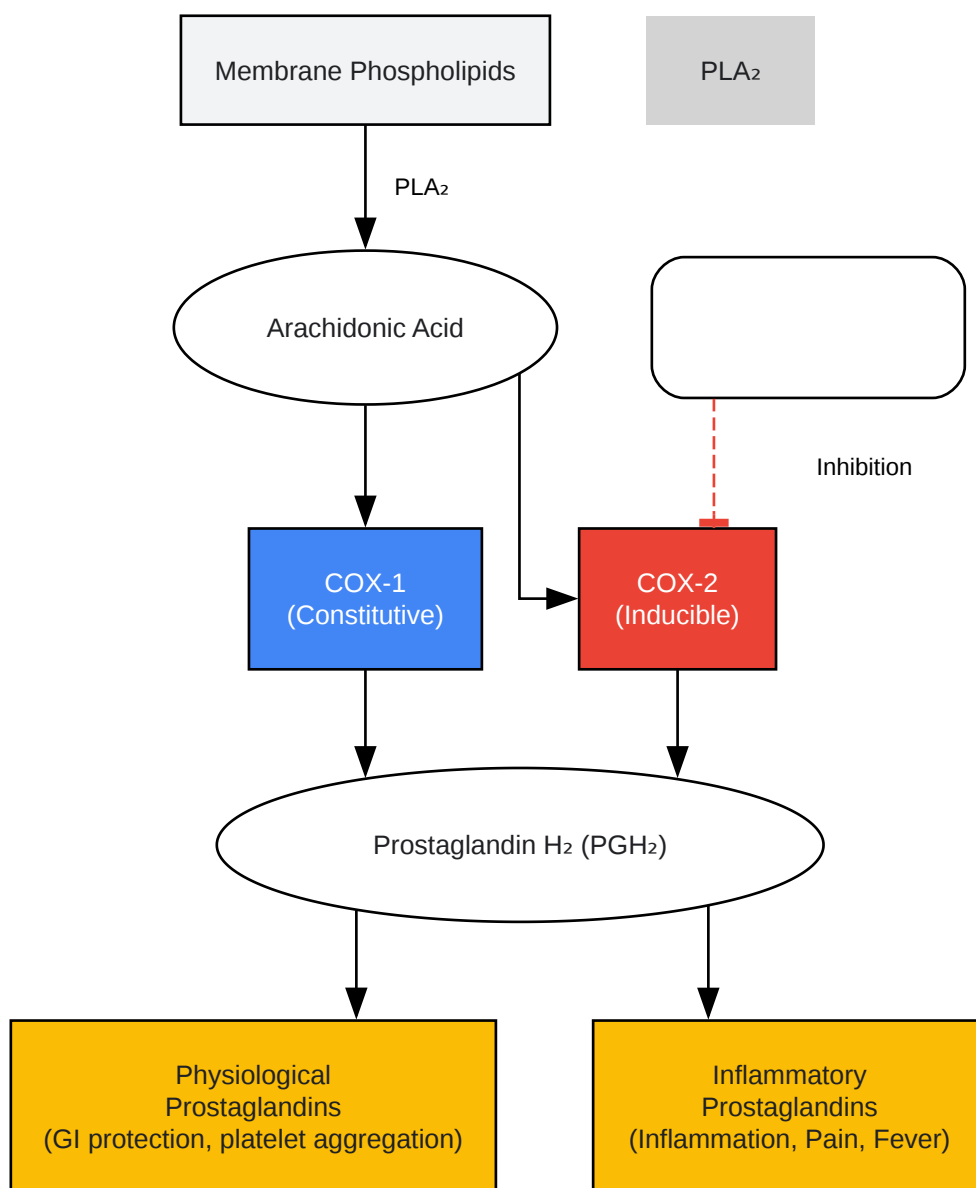 Membrane Phospholipids
PLA₂
PLA₂
Arachidonic Acid
Inhibition
COX-1
(Constitutive)
COX-2
(Inducible)
Prostaglandin H₂ (PGH₂)
Physiological
Prostaglandins
(GI protection, platelet aggregation)
Inflammatory
Prostaglandins
(Inflammation, Pain, Fever)